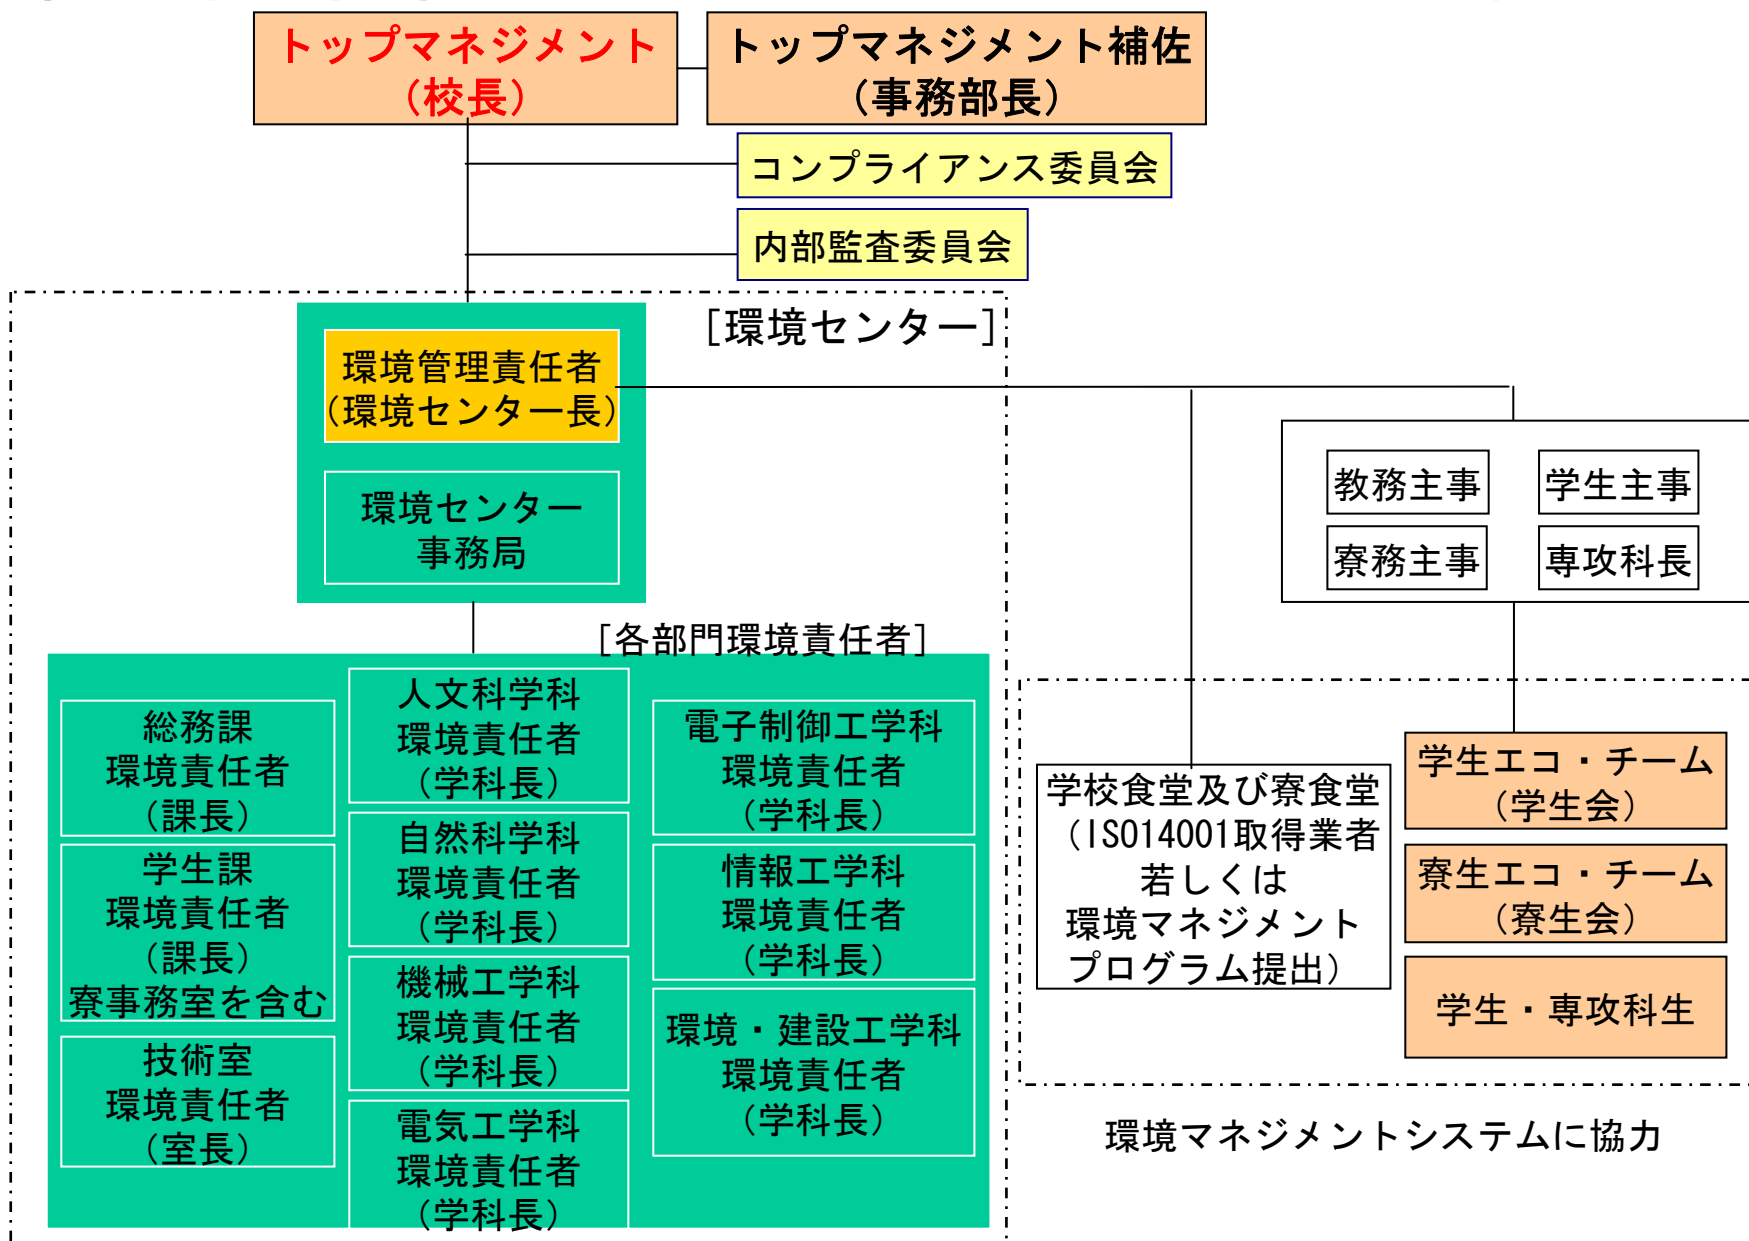 トップマネジメント
（校長）
トップマネジメント補佐
（事務部長）
コンプライアンス委員会
内部監査委員会
［環境センター］
環境管理責任者
（環境センター長）
環境センター
事務局
教務主事
学生主事
寮務主事
専攻科長
［各部門環境責任者］
総務課
環境責任者
（課長）
学生課
環境責任者
（課長）
寮事務室を含む
技術室
環境責任者
（室長）
人文科学科
環境責任者
（学科長）
自然科学科
環境責任者
（学科長）
機械工学科
環境責任者
（学科長）
電気工学科
環境責任者
（学科長）
電子制御工学科
環境責任者
（学科長）
情報工学科
環境責任者
（学科長）
環境・建設工学科
環境責任者
（学科長）
学校食堂及び寮食堂
（ISO14001取得業者
若しくは
環境マネジメント
プログラム提出）
学生エコ・チーム
（学生会）
寮生エコ・チーム
（寮生会）
学生・専攻科生
環境マネジメントシステムに協力